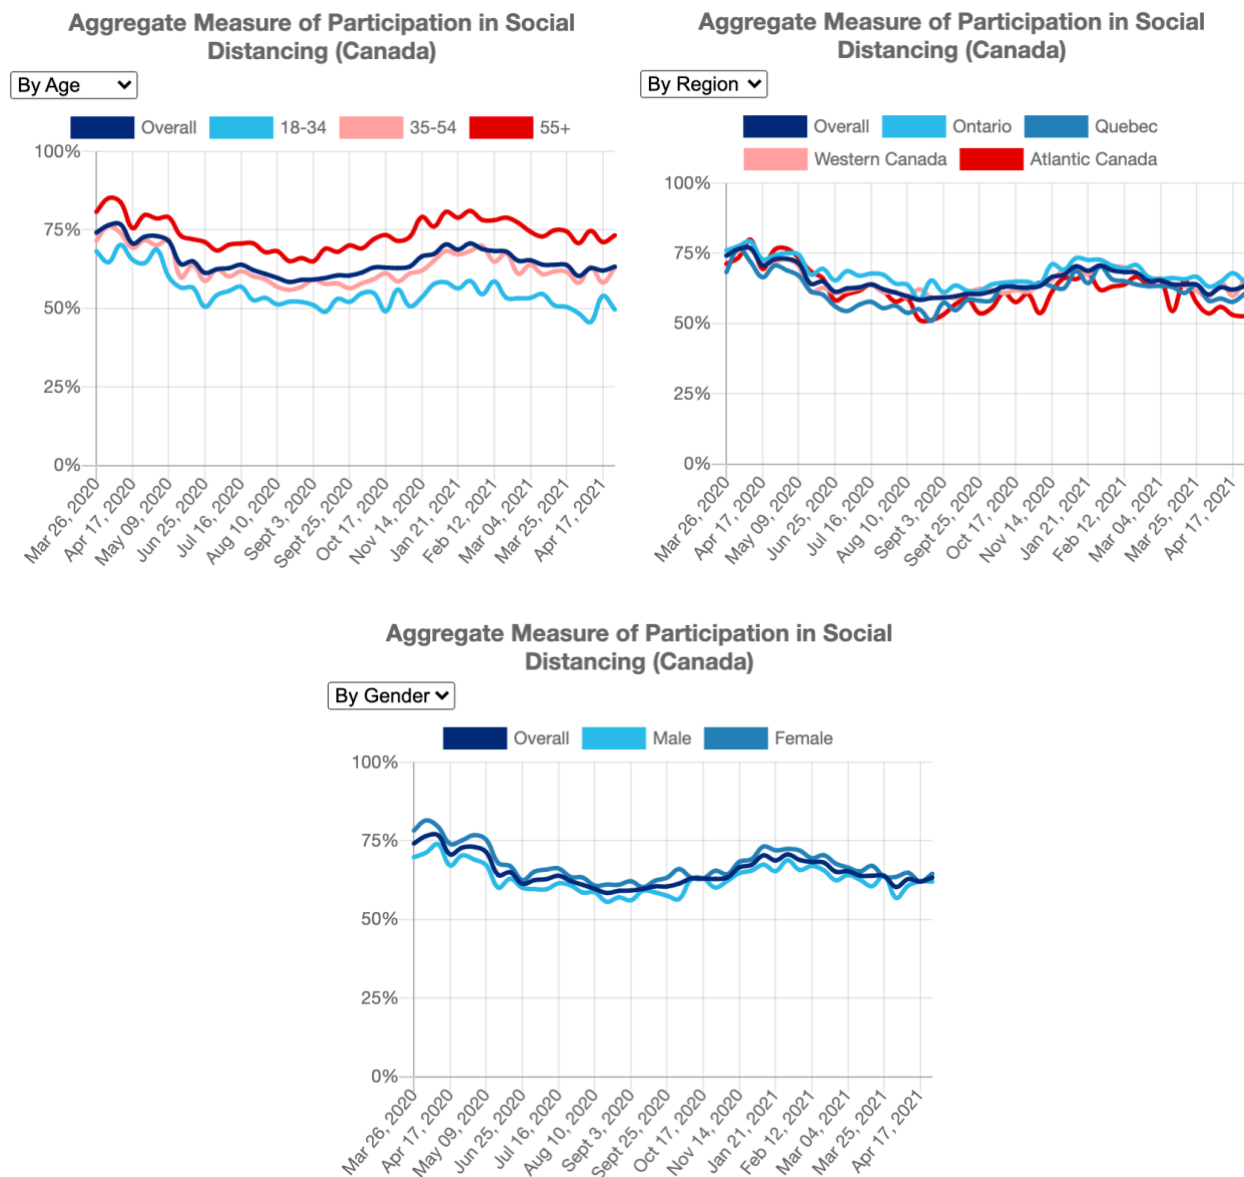 Aggregate Measure of Participation in Social
Distancing (Canada)
By Age
Overall 18-34 35-54 55+
100%
75%
50%
25%
0%
Mar 26, 2020
Apr 17, 2020
May 09, 2020
Jun 25, 2020
Jul 16, 2020
Aug 10, 2020
Sept 3, 2020
Sept 25, 2020
Oct 17, 2020
Nov 14, 2020
Jan 21, 2021
Feb 12, 2021
Mar 04, 2021
Mar 25, 2021
Apr 17, 2021
Aggregate Measure of Participation in Social
Distancing (Canada)
By Region
Overall Ontario Quebec
Western Canada Atlantic Canada
100%
75%
50%
25%
0%
Mar 26, 2020
Apr 17, 2020
May 09, 2020
Jun 25, 2020
Jul 16, 2020
Aug 10, 2020
Sept 3, 2020
Sept 25, 2020
Oct 17, 2020
Nov 14, 2020
Jan 21, 2021
Feb 12, 2021
Mar 04, 2021
Mar 25, 2021
Apr 17, 2021
Aggregate Measure of Participation in Social
Distancing (Canada)
By Gender
Overall Male Female
100%
75%
50%
25%
0%
Mar 26, 2020
Apr 17, 2020
May 09, 2020
Jun 25, 2020
Jul 16, 2020
Aug 10, 2020
Sept 3, 2020
Sept 25, 2020
Oct 17, 2020
Nov 14, 2020
Jan 21, 2021
Feb 12, 2021
Mar 04, 2021
Mar 25, 2021
Apr 17, 2021